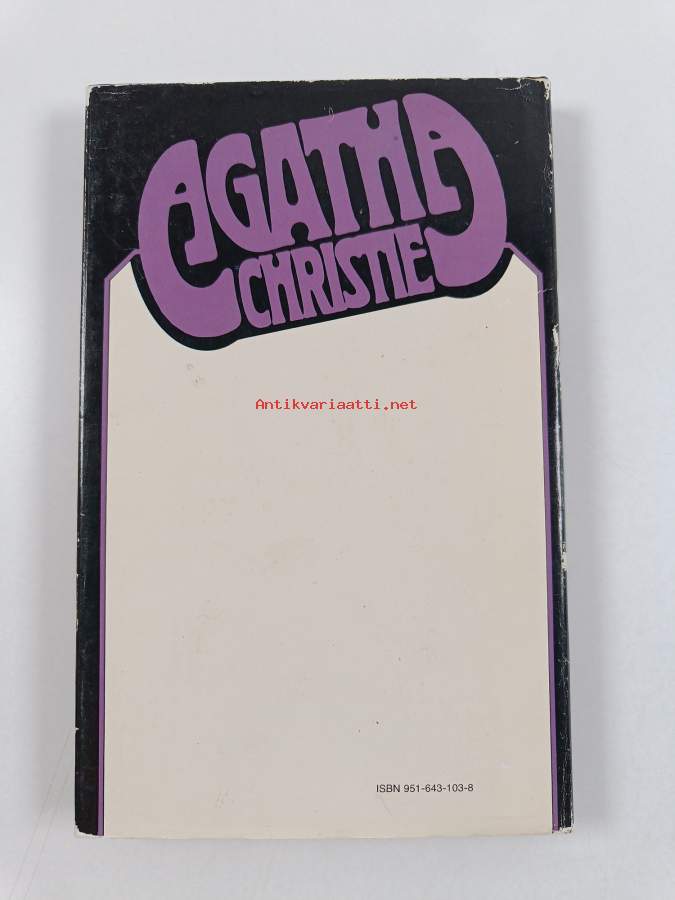 AGATHA
CHRISTIE
Antikvariaatti.net
ISBN 951-643-103-8